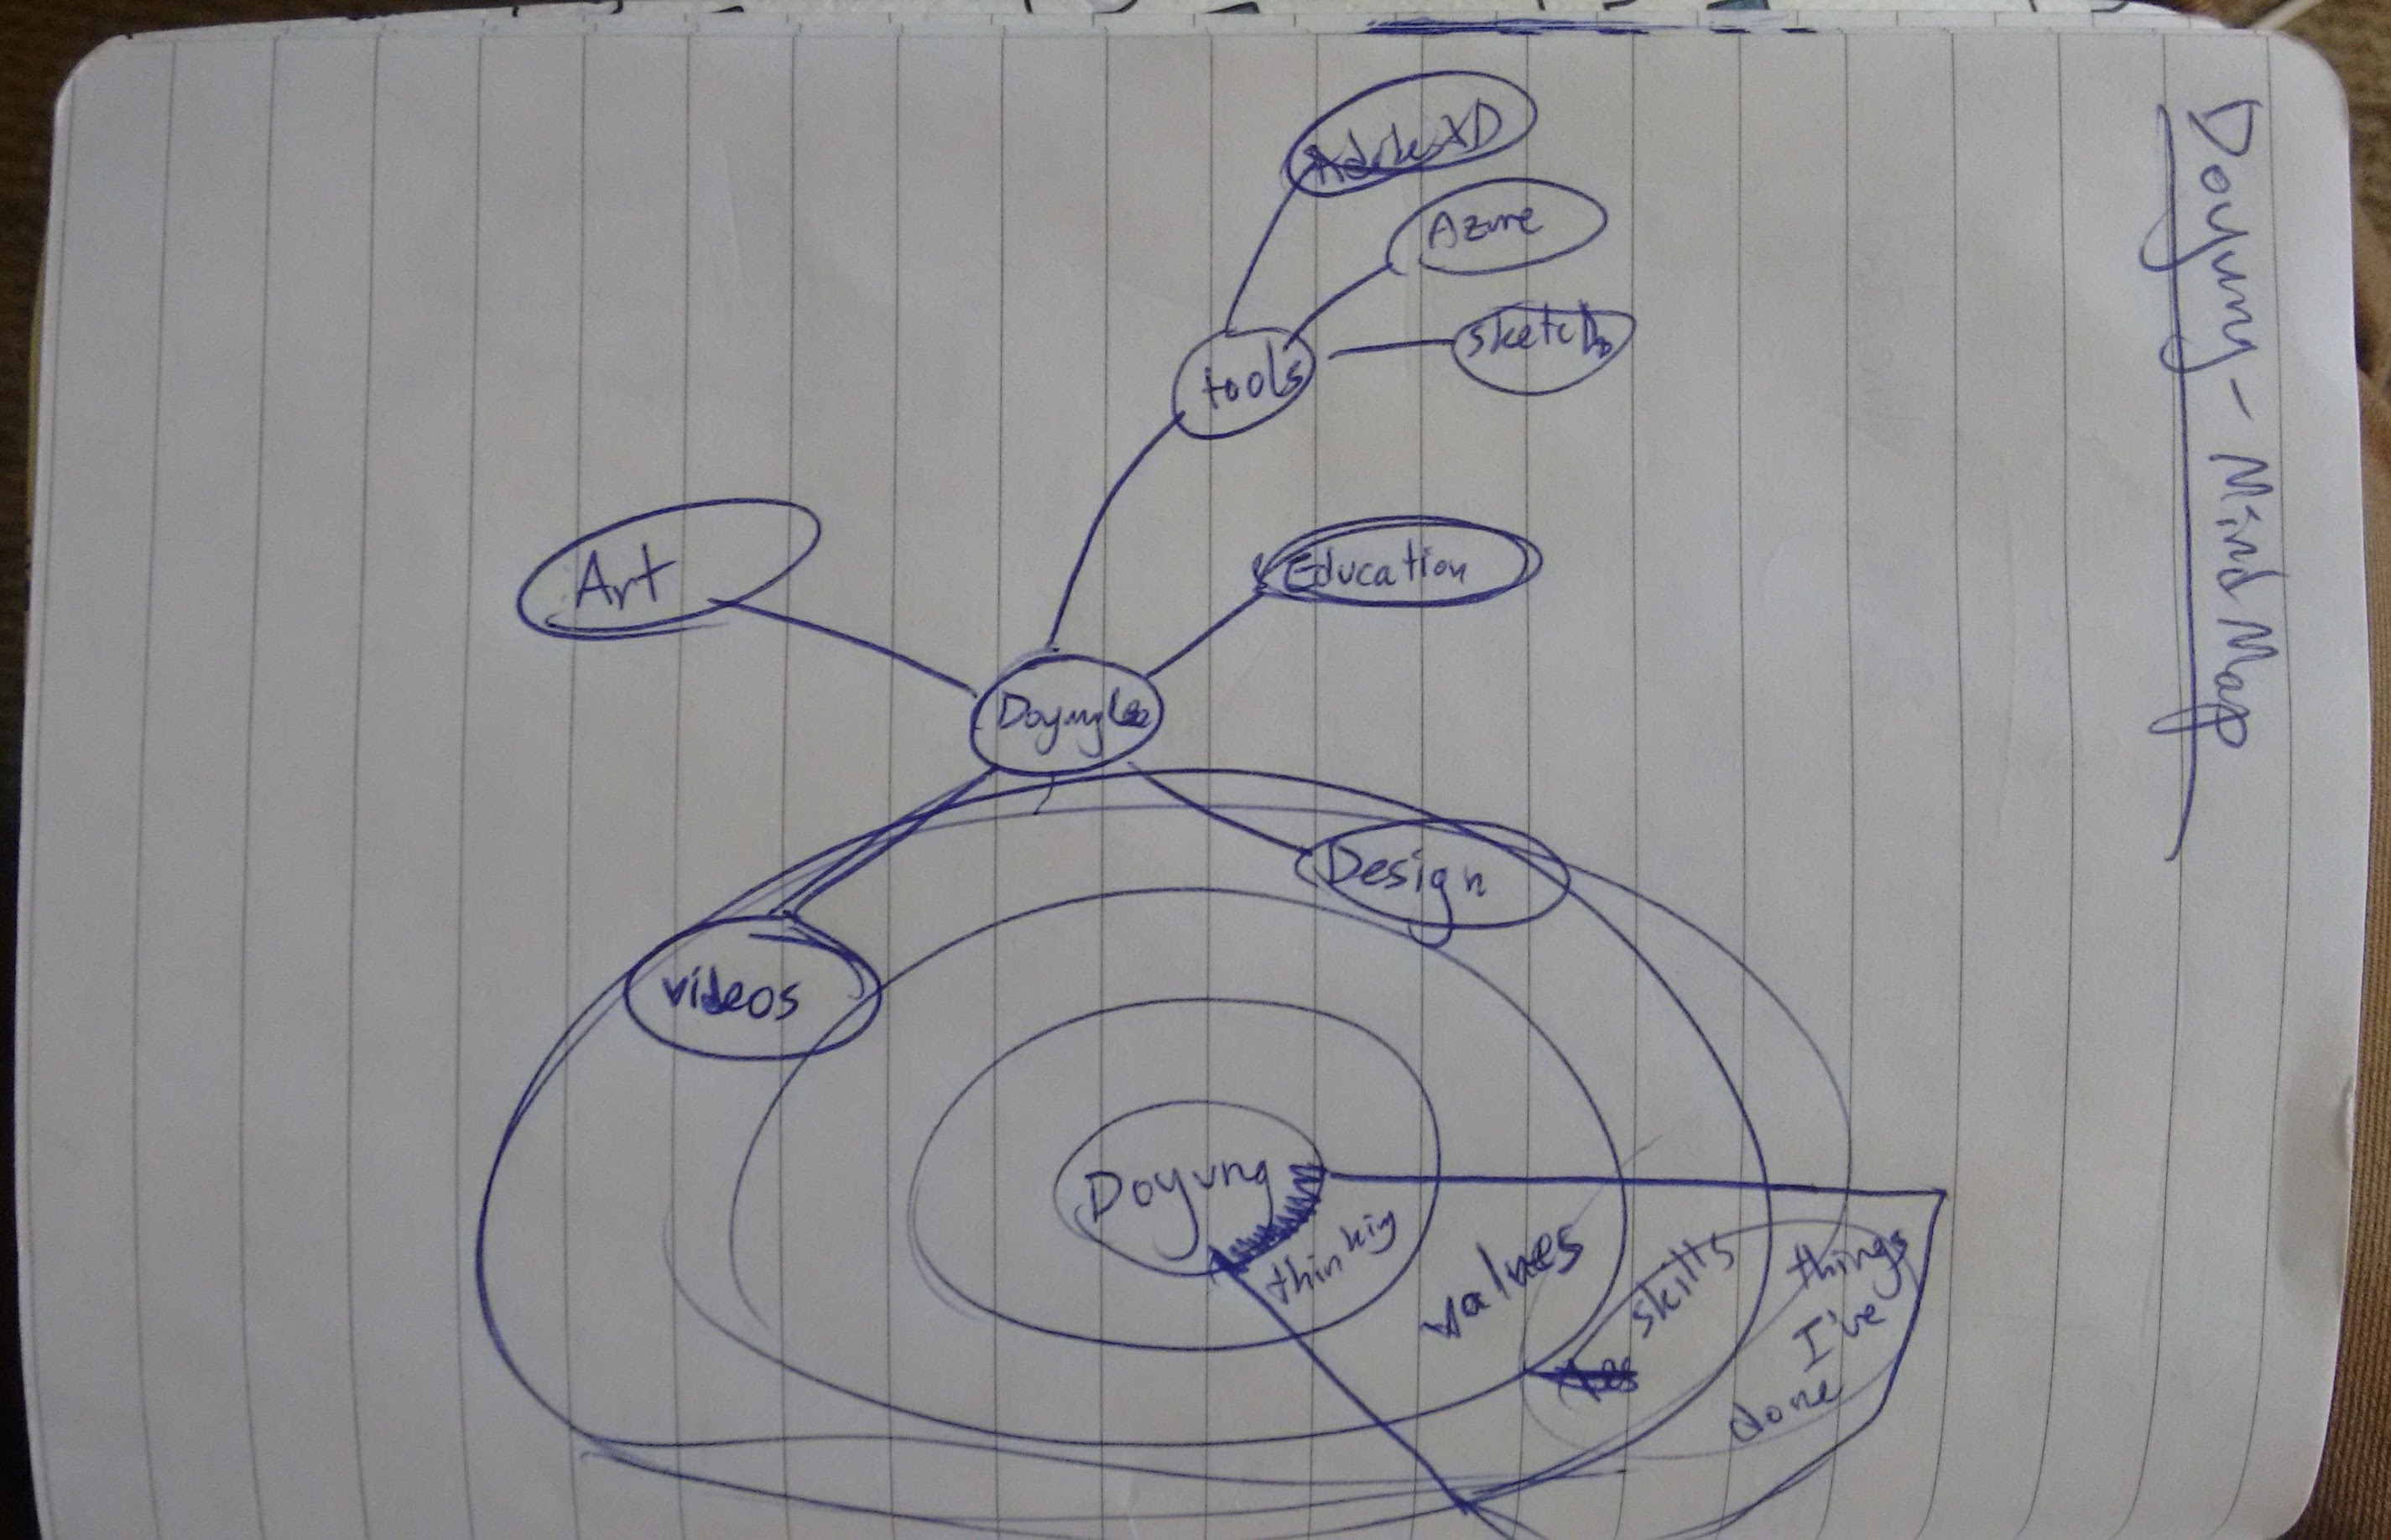 Doyung - Mind Map
Adobe XD
Azure
sketch
tools
Art
Education
Doyung Lee
Design
videos
Doyung
thinking
values
skills
things
I've
done